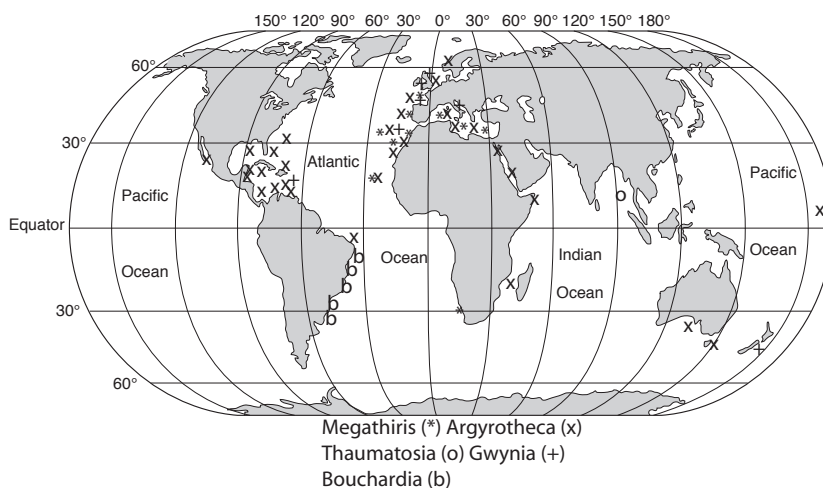 150° 120° 90° 60° 30° 0° 30° 60° 90° 120° 150° 180°
60°
30°
Atlantic
Pacific
Pacific
Equator
Ocean
Indian
Ocean
Ocean
Ocean
30°
60°
Megathiris (*) Argyrotheca (x)
Thaumatosia (o) Gwynia (+)
Bouchardia (b)